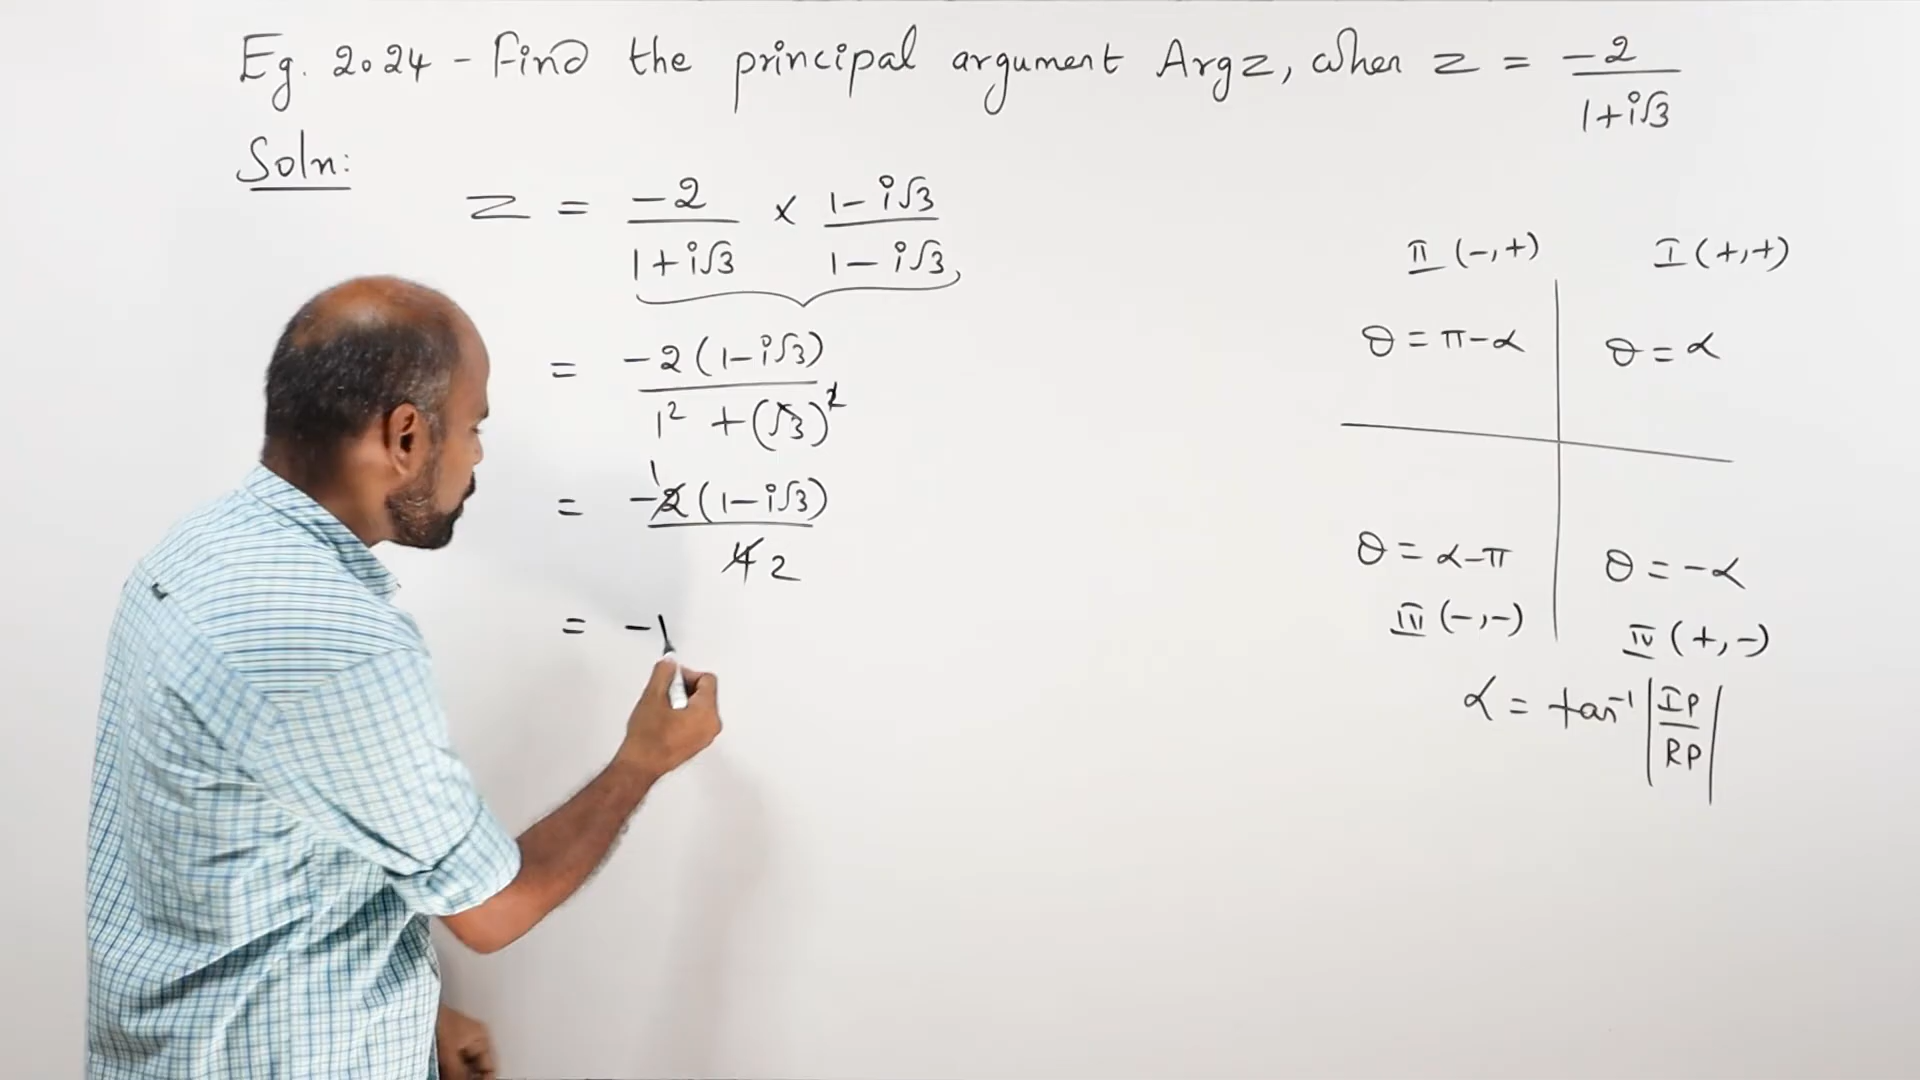 Eg. 2.24 - Find the principal argument Arg z, when z = -2 / 1+i√3
Soln:
z = -2 / 1+i√3 × 1-i√3 / 1-i√3
= -2(1-i√3) / 1² + (√3)²
= -2(1-i√3) / 4 1 2
= -1
II (-,+) I (+,+)
θ = π-α θ = α
θ = α-π θ = -α
III (-,-) IV (+,-)
α = tan⁻¹ |IP / RP|